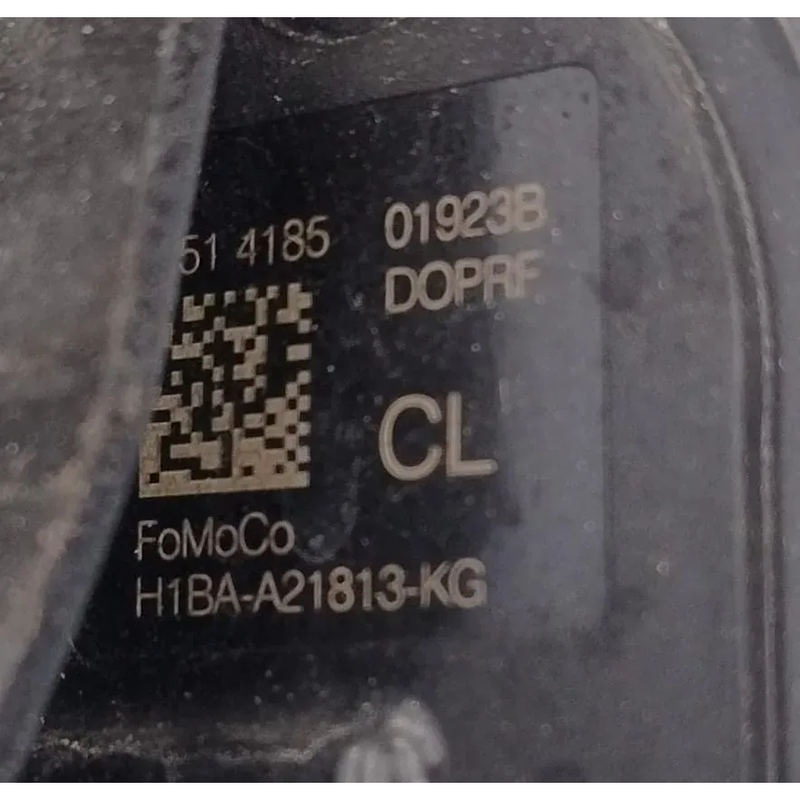 51 4185 01923B
DOPRF
CL
FoMoCo
H1BA-A21813-KG